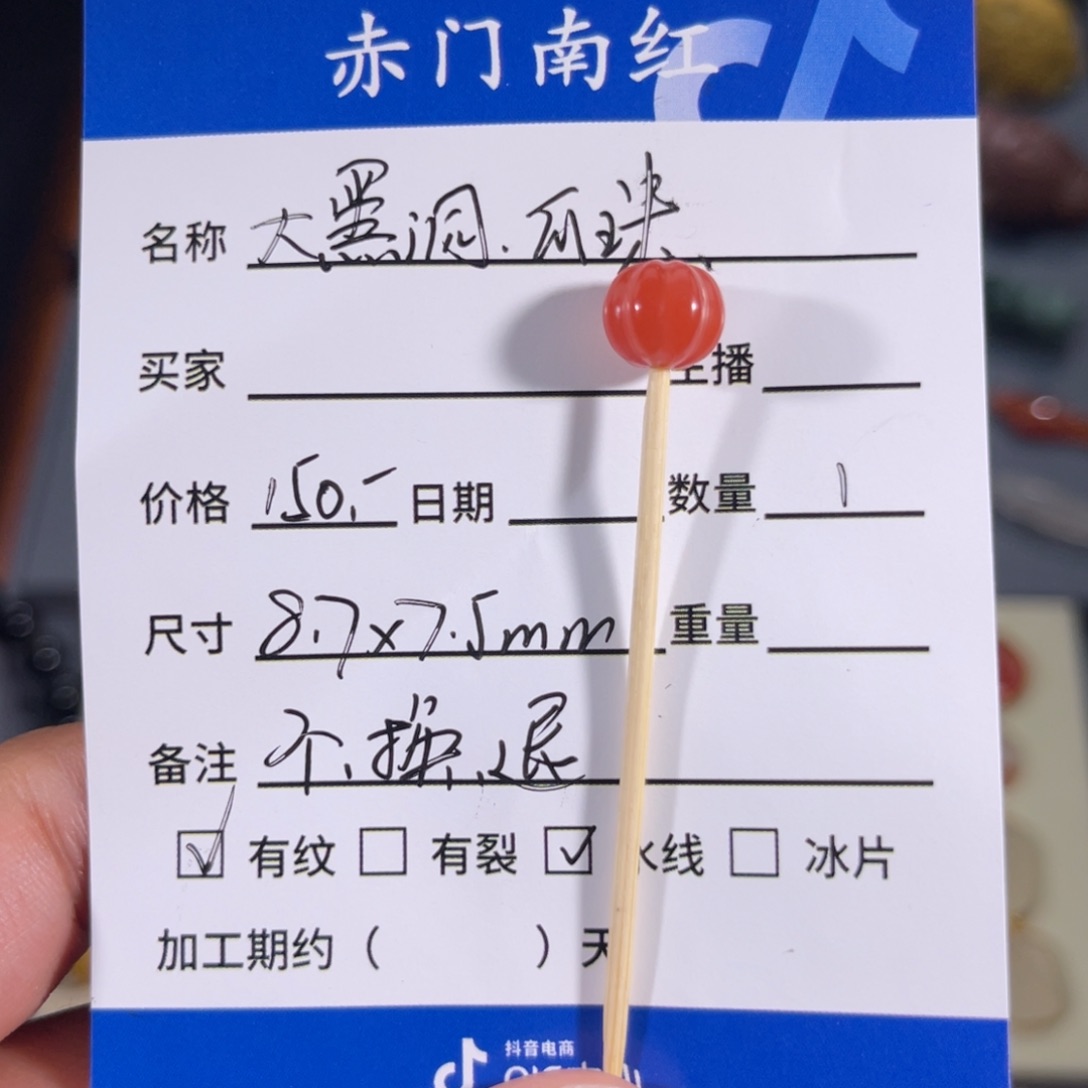 赤门南红
名称 大黑洞.瓜珠
买家 主播
价格 150.- 日期 数量 1
尺寸 8.7×7.5mm 重量
备注 不、换、退
☑ 有纹 □ 有裂 ☑ 水线 □ 冰片
加工期约（ ）天
抖音电商